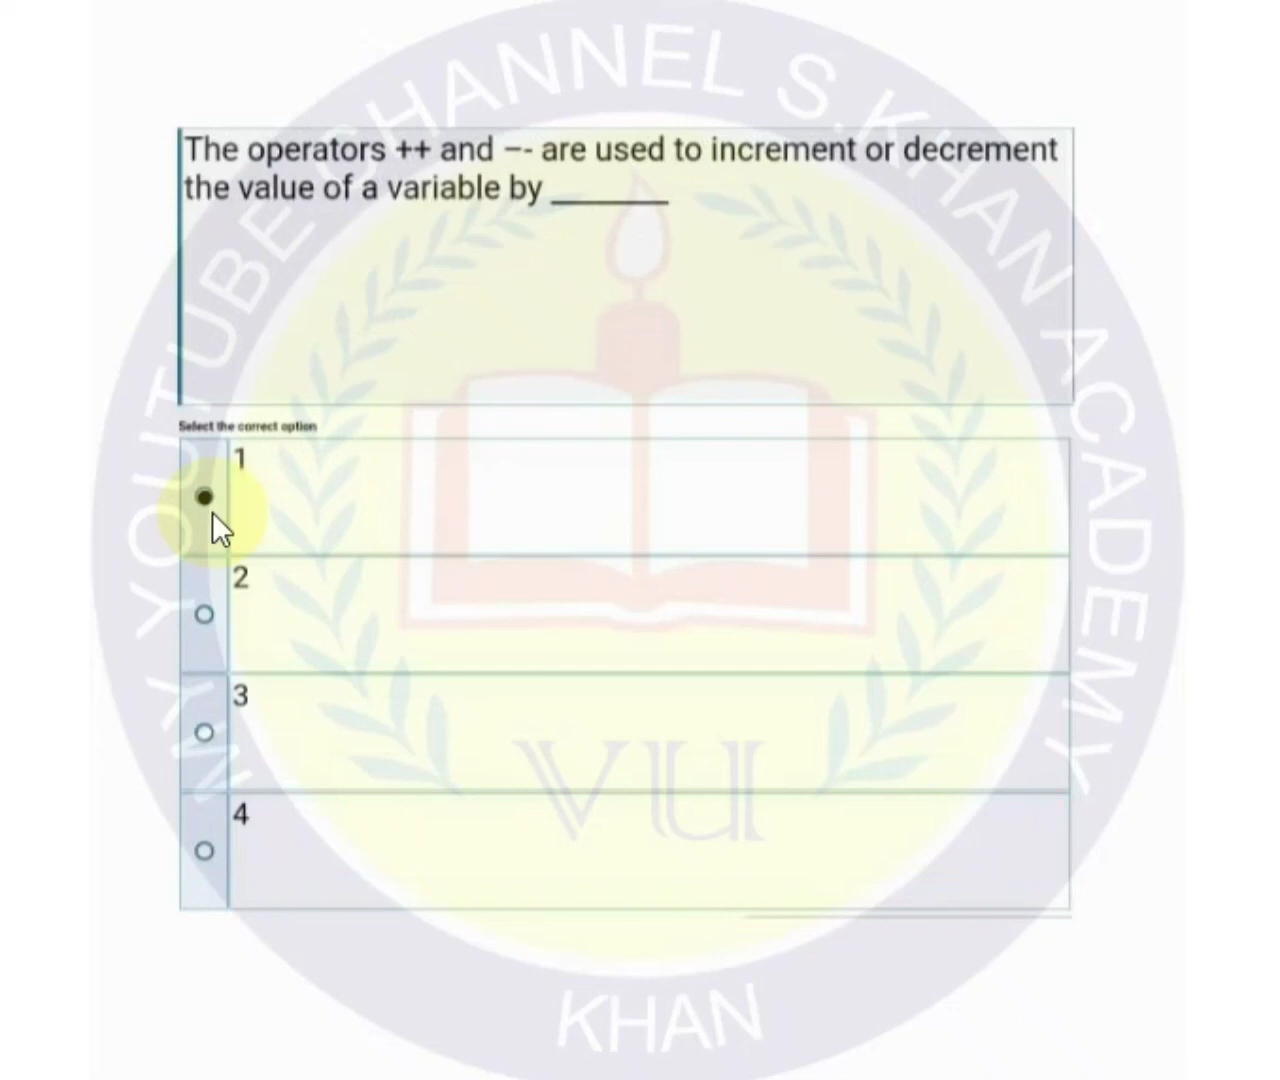 MY YOUTUBE CHANNEL S.KHAN ACADEMY
The operators ++ and –- are used to increment or decrement
the value of a variable by ________
Select the correct option
1
2
3
4
VU
KHAN